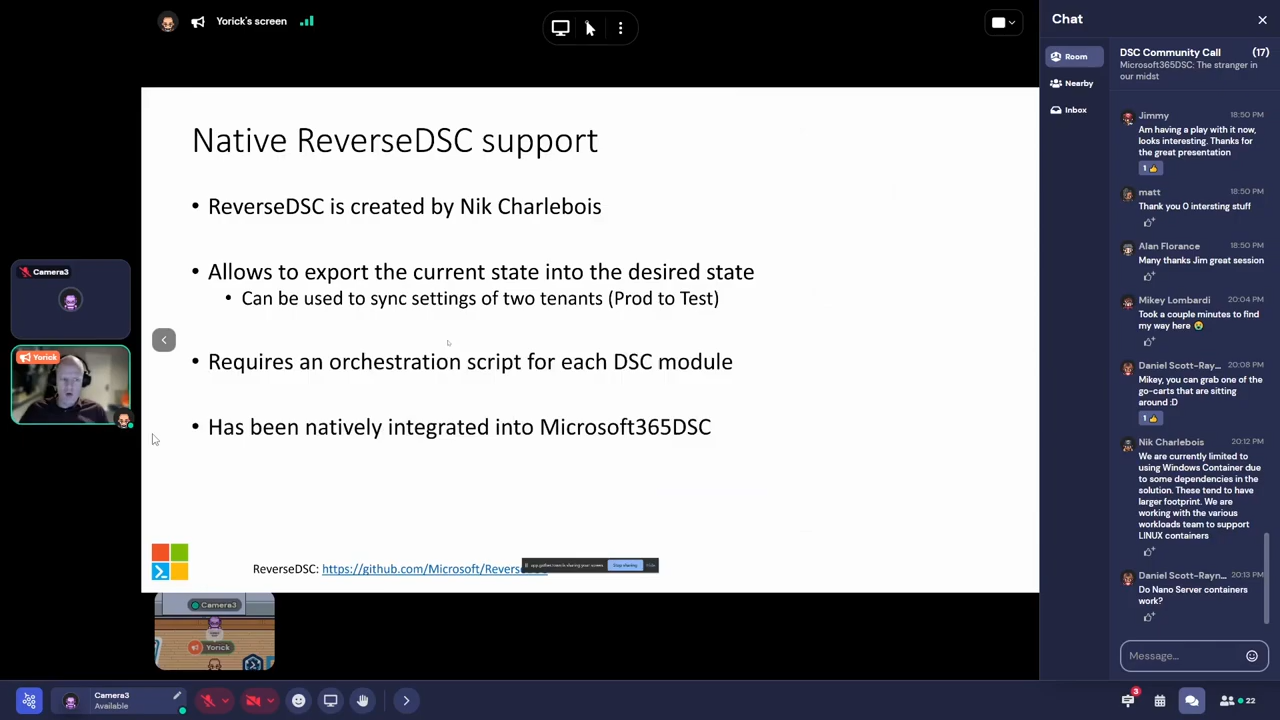 Yorick's screen
Native ReverseDSC support
• ReverseDSC is created by Nik Charlebois
• Allows to export the current state into the desired state
• Can be used to sync settings of two tenants (Prod to Test)
• Requires an orchestration script for each DSC module
• Has been natively integrated into Microsoft365DSC
ReverseDSC: https://github.com/Microsoft/Revers
Stop sharing
Hide
Camera3
Yorick
Camera3
Yorick
Chat
Room
Nearby
Inbox
DSC Community Call
(17)
Microsoft365DSC: The stranger in
our midst
Jimmy
18:50 PM
Am having a play with it now,
looks interesting. Thanks for
the great presentation
1
matt
18:50 PM
Thank you 0 intersting stuff
Alan Florance
18:50 PM
Many thanks Jim great session
Mikey Lombardi
20:04 PM
Took a couple minutes to find
my way here 😭
Daniel Scott-Ray...
20:08 PM
Mikey, you can grab one of the
go-carts that are sitting
around :D
1
Nik Charlebois
20:12 PM
We are currently limited to
using Windows Container due
to some dependencies in the
solution. These tend to have
larger footprint. We are
working with the various
workloads team to support
LINUX containers
Daniel Scott-Rayn...
20:13 PM
Do Nano Server containers
work?
Message...
Camera3
Available
3
22